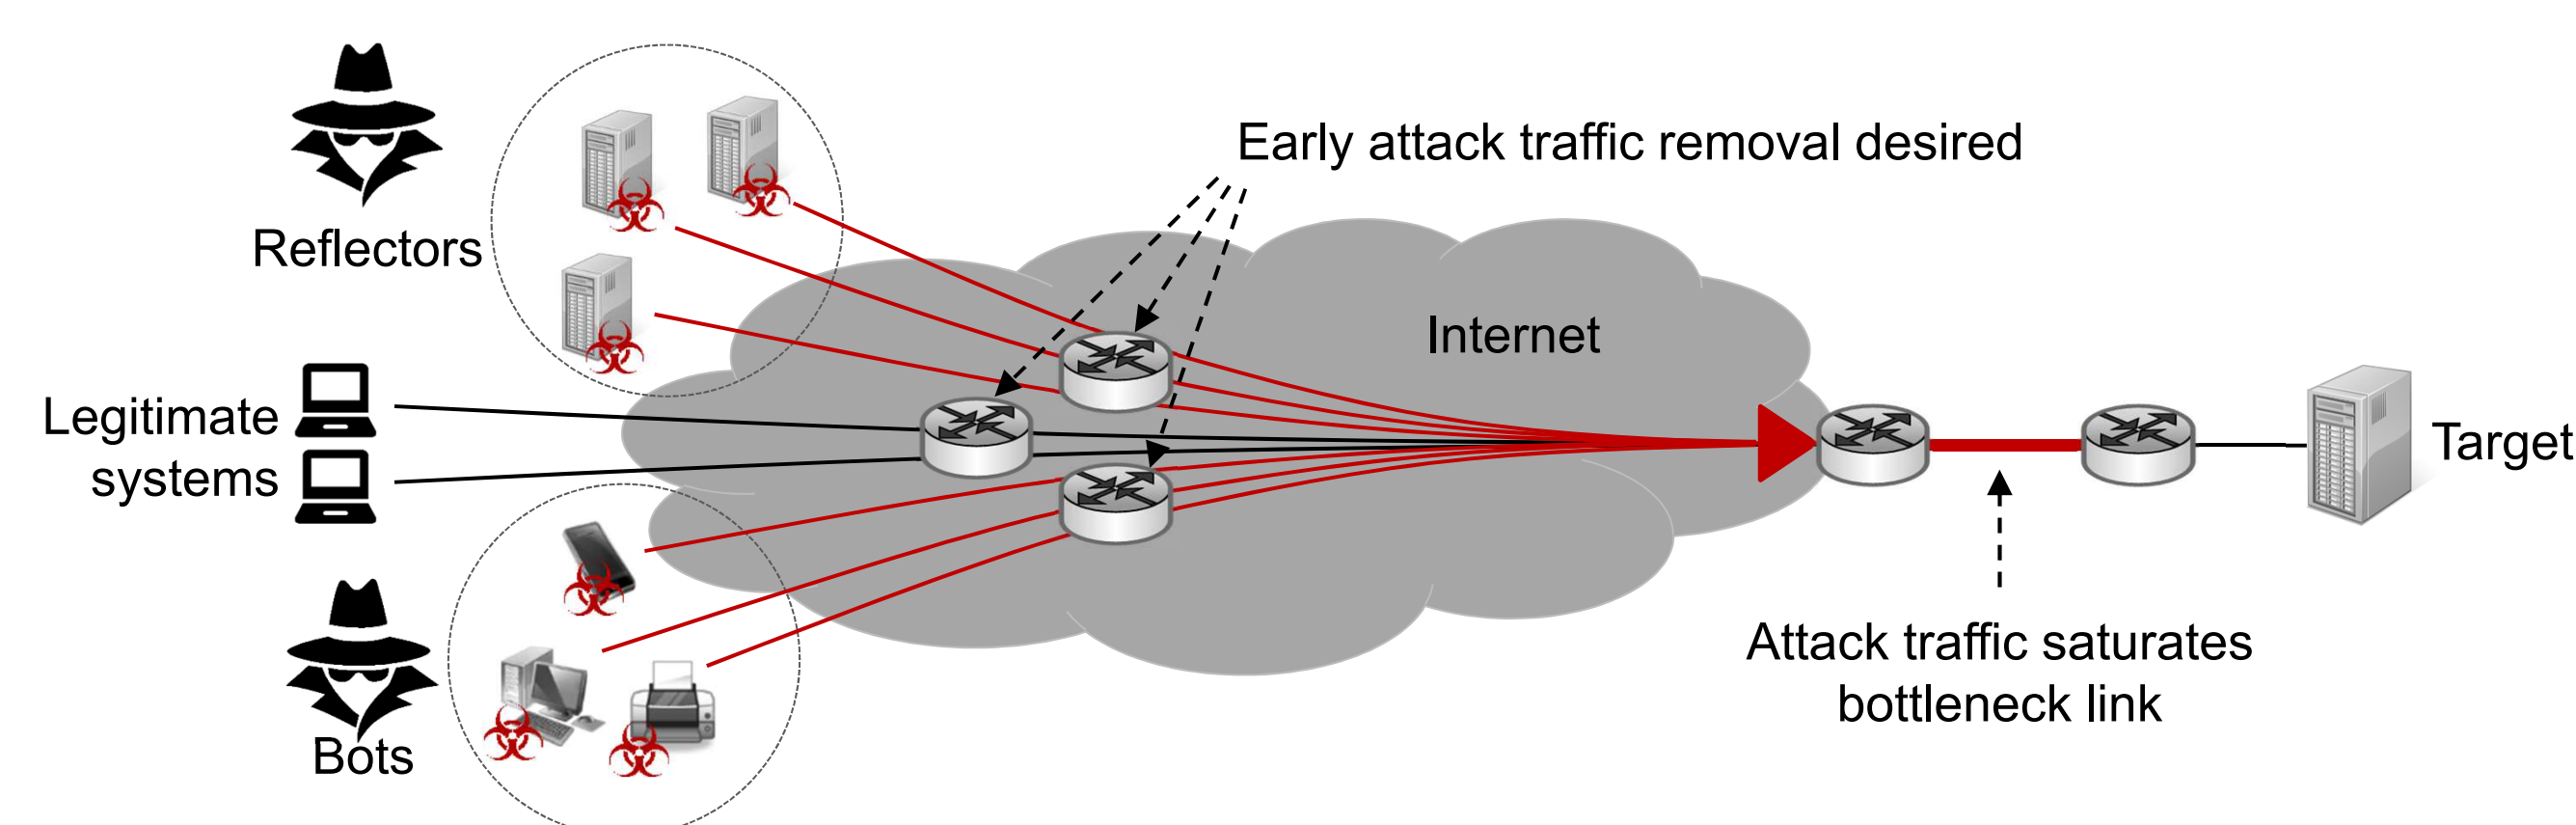 Early attack traffic removal desired
Reflectors
Internet
Legitimate
systems
Target
Attack traffic saturates
bottleneck link
Bots